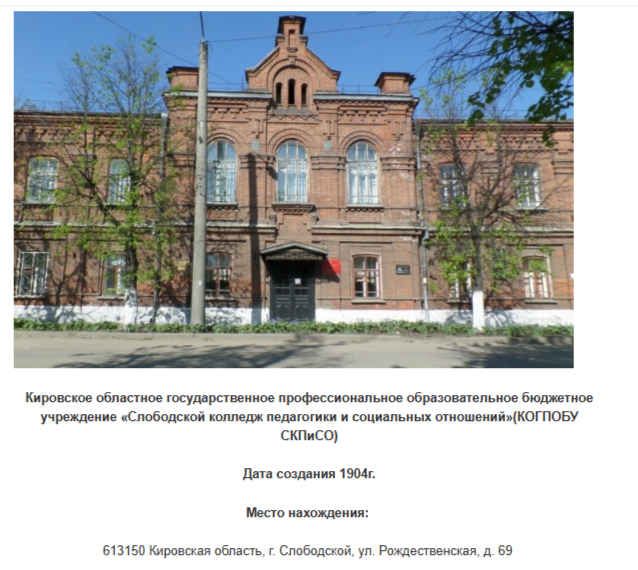 Кировское областное государственное профессиональное образовательное бюджетное
учреждение «Слободской колледж педагогики и социальных отношений»(КОГПОБУ
СКПиСО)
Дата создания 1904г.
Место нахождения:
613150 Кировская область, г. Слободской, ул. Рождественская, д. 69